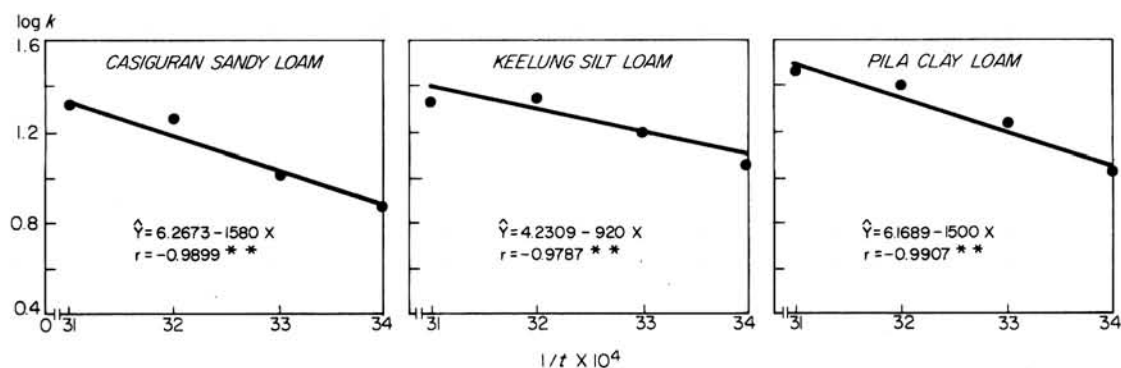 log k
1.6
1.2
0.8
0.4
CASIGURAN SANDY LOAM
Ŷ=6.2673-1580 X
r=-0.9899 * *
0 31 32 33 34
KEELUNG SILT LOAM
Ŷ=4.2309-920 X
r=-0.9787 * *
31 32 33 34
PILA CLAY LOAM
Ŷ=6.1689-1500 X
r=-0.9907 * *
31 32 33 34
1/t X10⁴